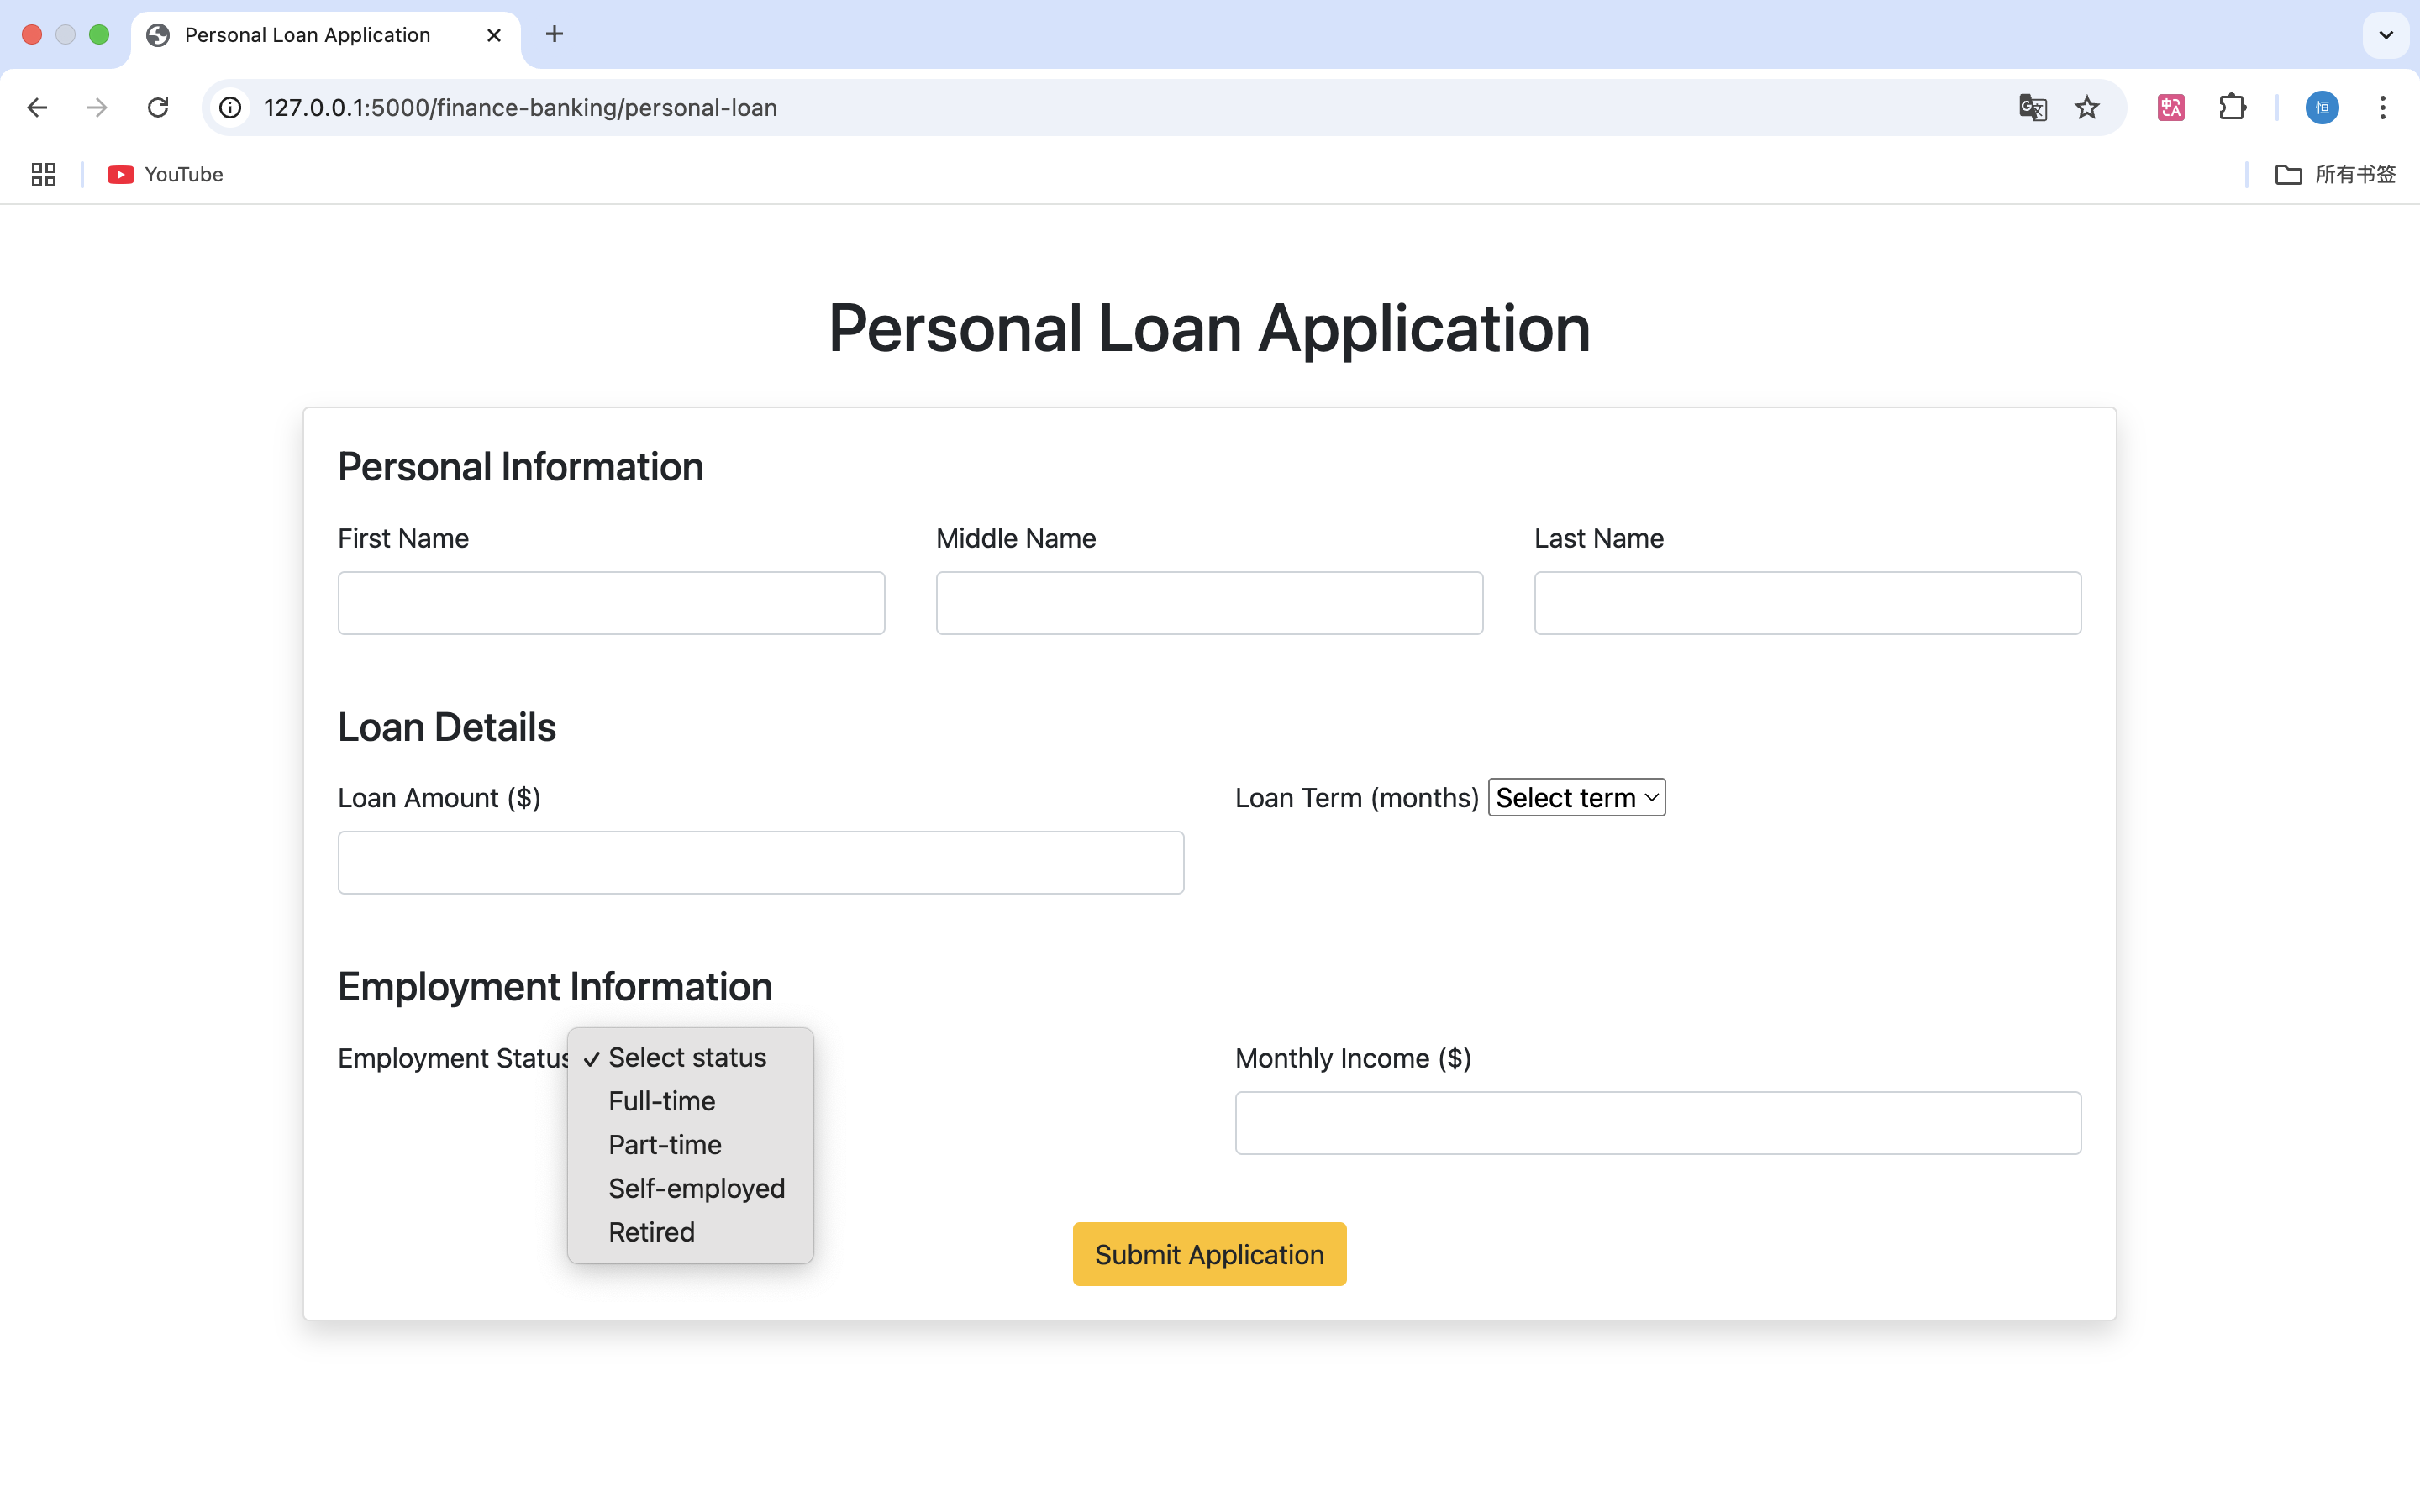 Personal Loan Application
127.0.0.1:5000/finance-banking/personal-loan
恒
YouTube
所有书签
Personal Loan Application
Personal Information
First Name Middle Name Last Name
Loan Details
Loan Amount ($) Loan Term (months) Select term
Employment Information
Employment Status ✓ Select status Monthly Income ($)
Full-time
Part-time
Self-employed
Retired
Submit Application